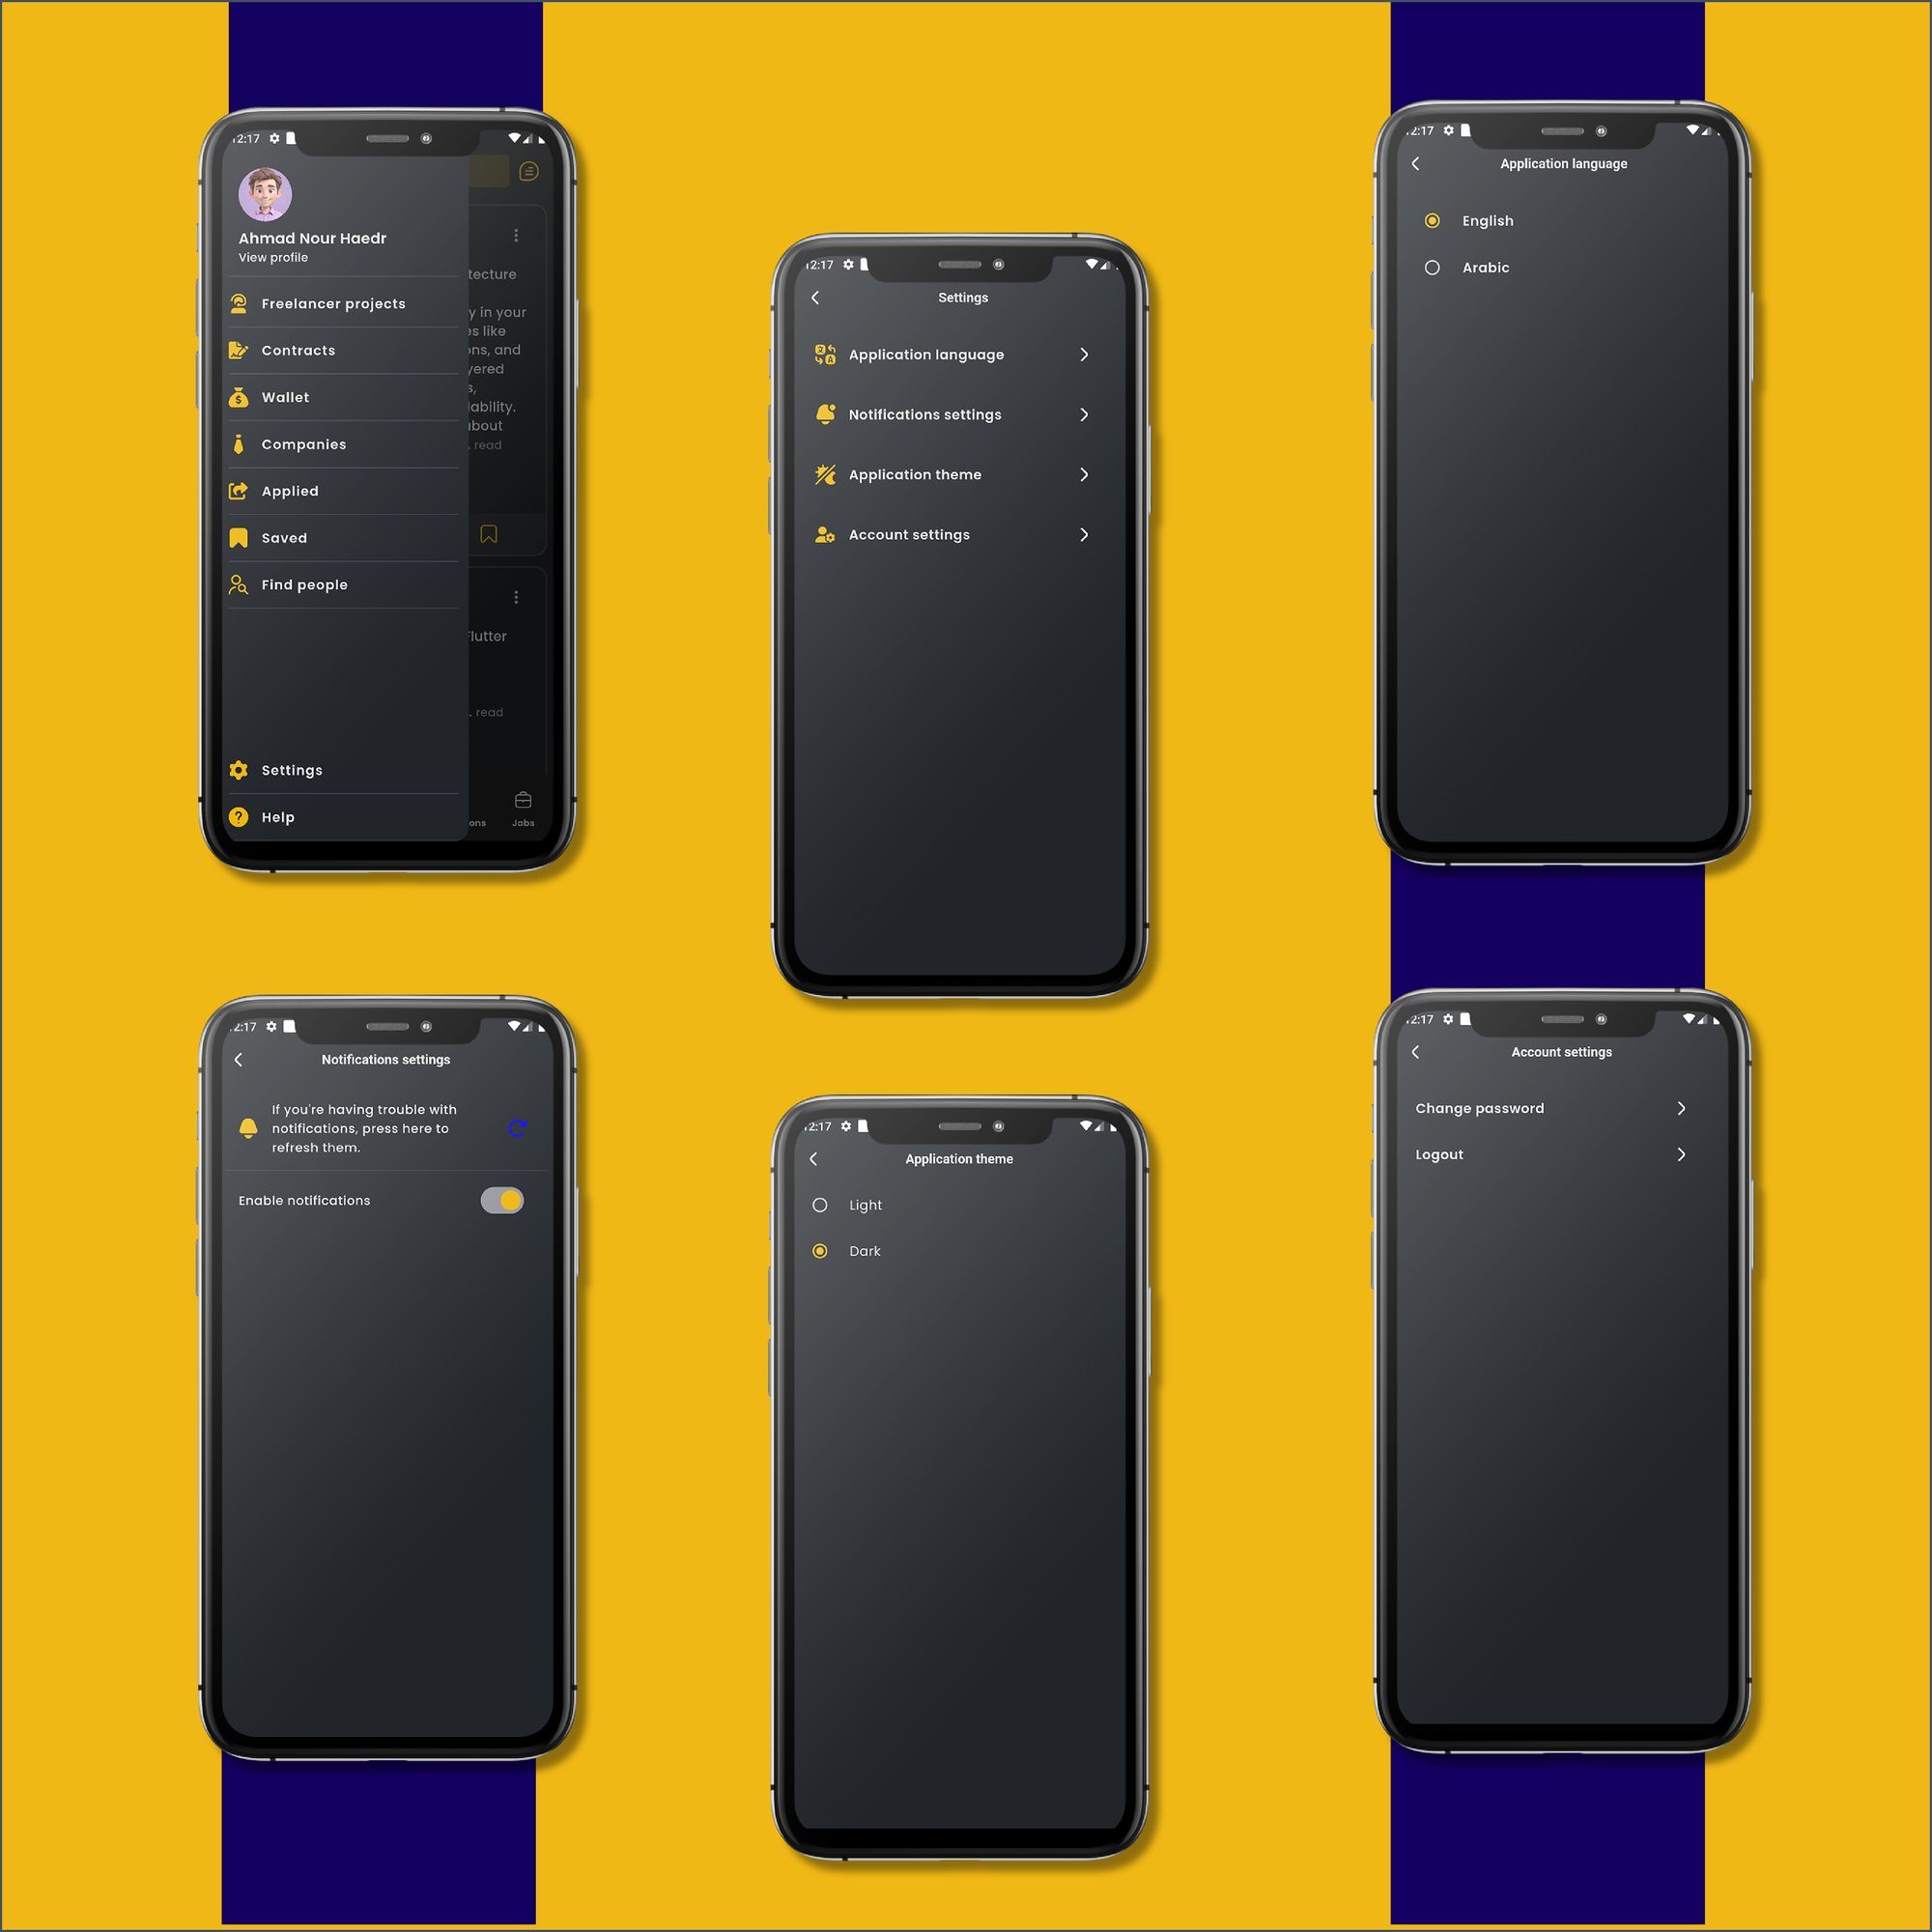 12:17
Ahmad Nour Haedr
View profile
Freelancer projects
Contracts
Wallet
Companies
Applied
Saved
Find people
Settings
Help
tecture
y in your
es like
ons, and
yered
s,
lability.
about
. read
Flutter
. read
ons
Jobs
12:17
Settings
Application language
Notifications settings
Application theme
Account settings
12:17
Application language
English
Arabic
12:17
Notifications settings
If you're having trouble with
notifications, press here to
refresh them.
Enable notifications
12:17
Application theme
Light
Dark
12:17
Account settings
Change password
Logout